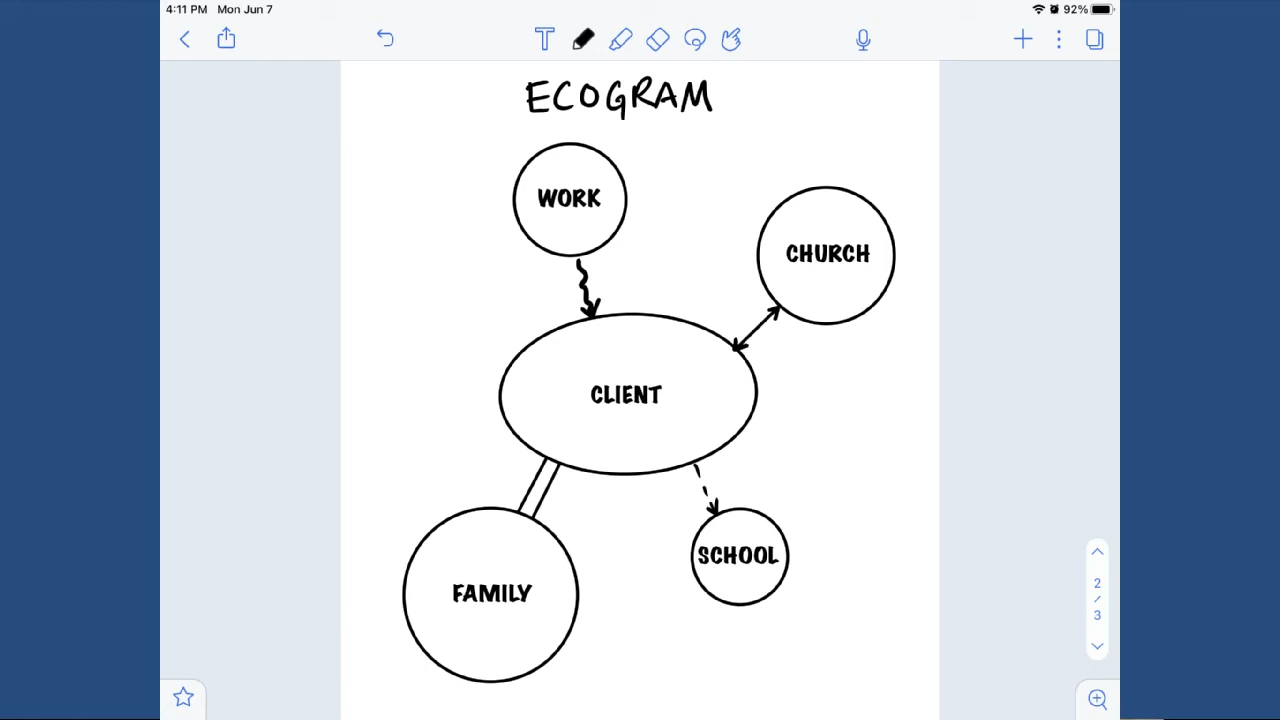 4:11 PM Mon Jun 7
92%
T
ECOGRAM
WORK
CHURCH
CLIENT
FAMILY
SCHOOL
2
/
3